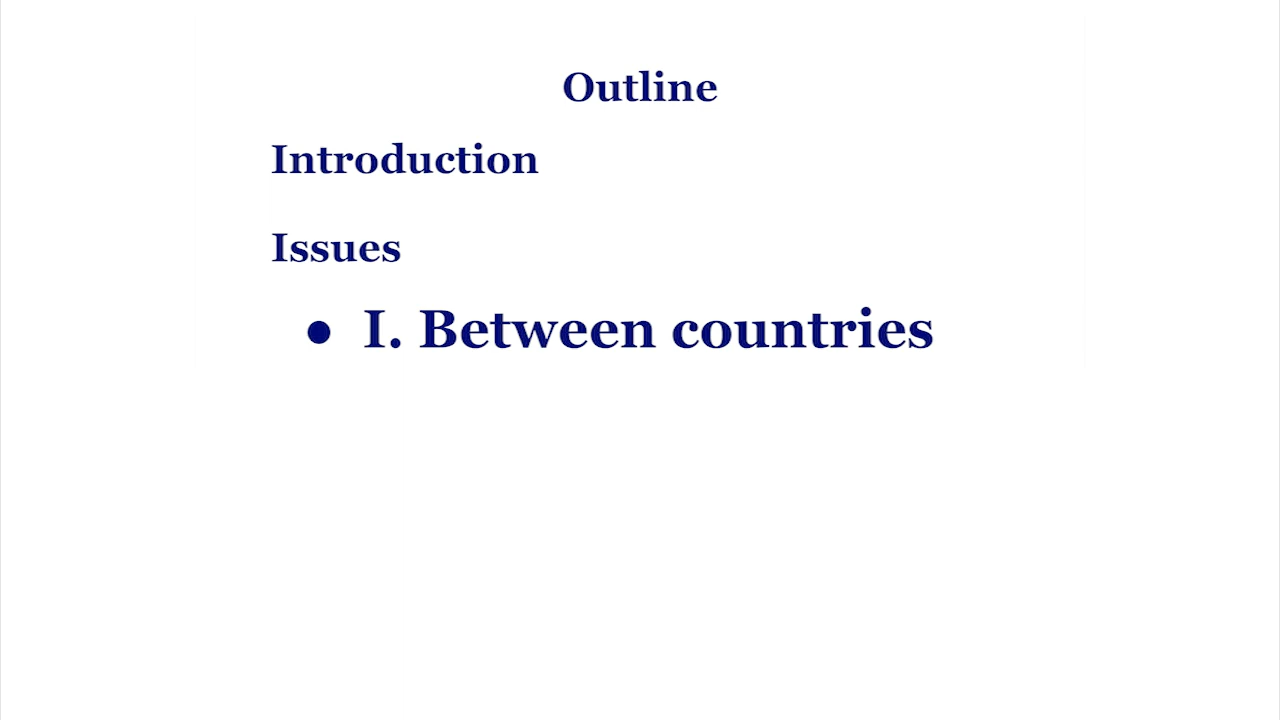 Outline
Introduction
Issues
● I. Between countries